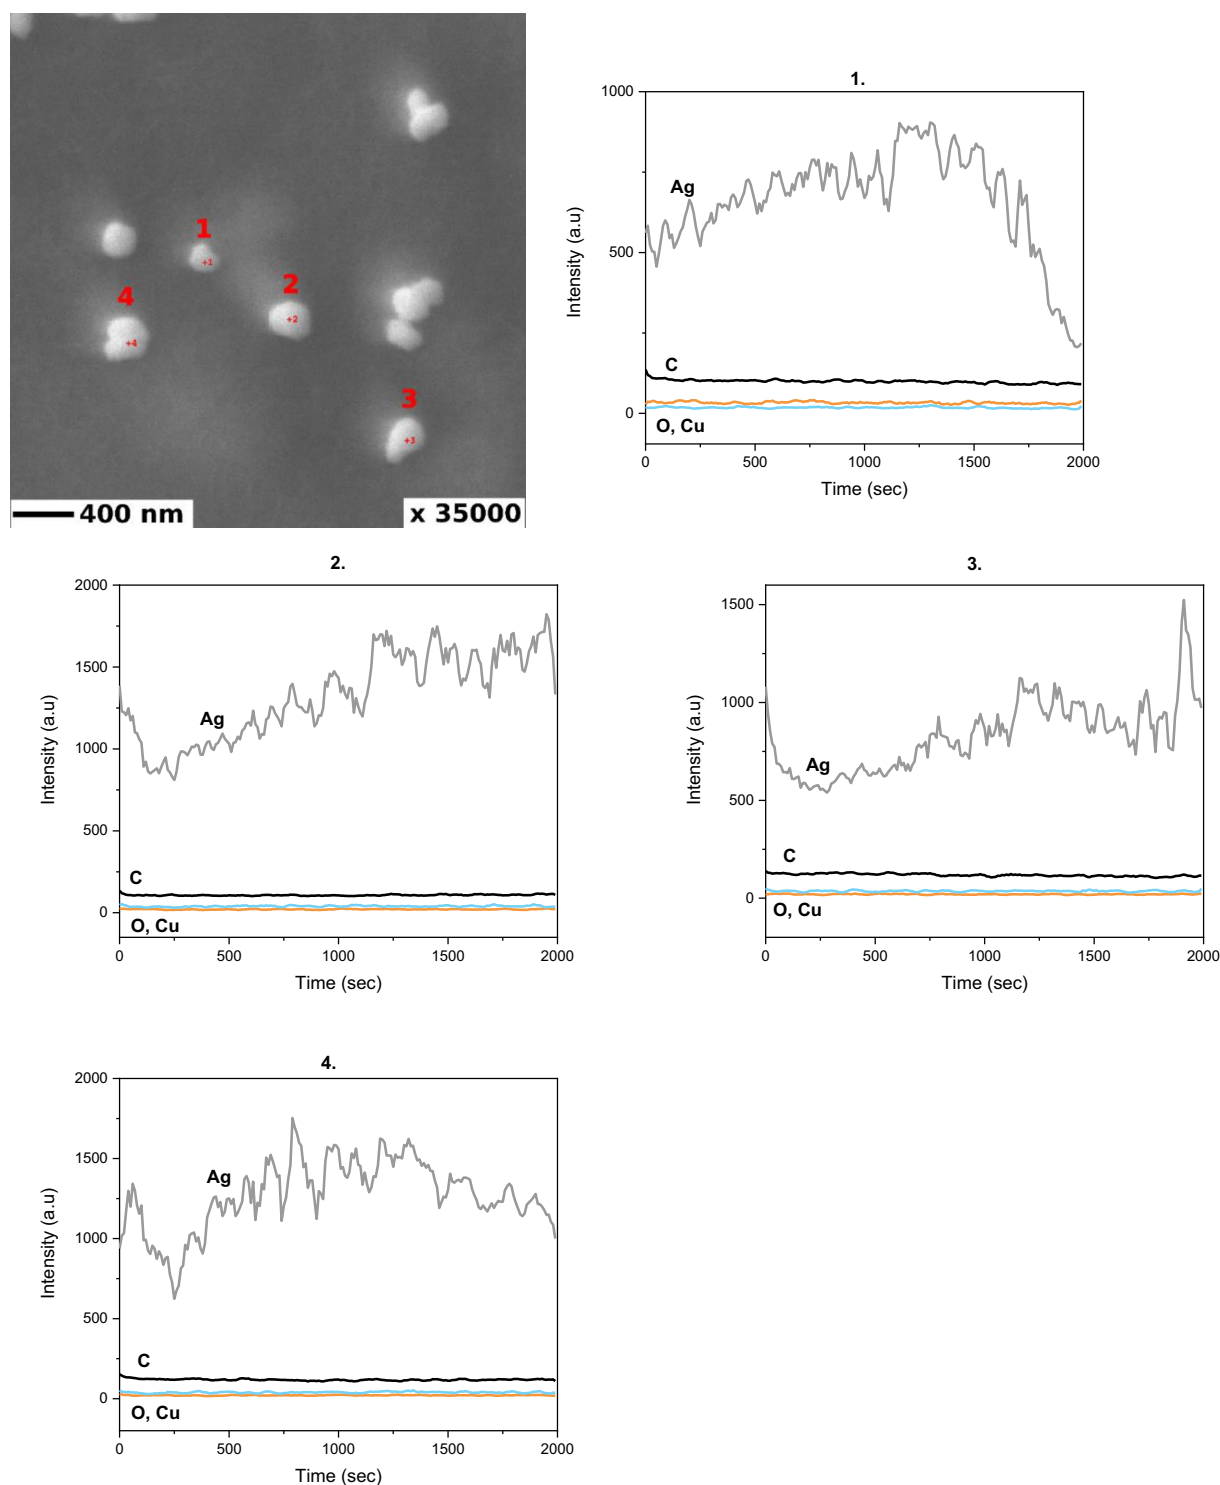 1
+1
2
+2
4
+4
3
+3
400 nm
x 35000
1.
1000
500
0
Intensity (a.u)
Ag
C
O, Cu
0 500 1000 1500 2000
Time (sec)
2.
2000
1500
1000
500
0
Intensity (a.u)
Ag
C
O, Cu
0 500 1000 1500 2000
Time (sec)
3.
1500
1000
500
0
Intensity (a.u)
Ag
C
O, Cu
0 500 1000 1500 2000
Time (sec)
4.
2000
1500
1000
500
0
Intensity (a.u)
Ag
C
O, Cu
0 500 1000 1500 2000
Time (sec)